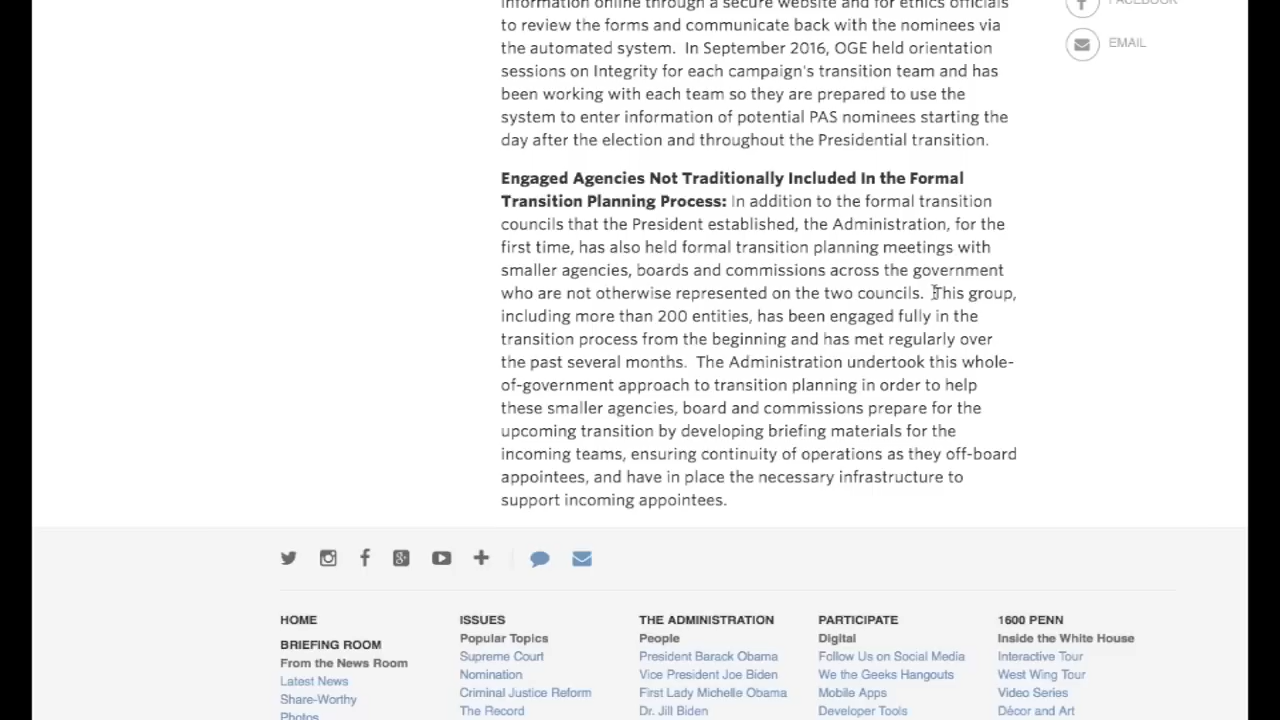 information online through a secure website and for ethics officials
to review the forms and communicate back with the nominees via
the automated system.  In September 2016, OGE held orientation
sessions on Integrity for each campaign's transition team and has
been working with each team so they are prepared to use the
system to enter information of potential PAS nominees starting the
day after the election and throughout the Presidential transition.
Engaged Agencies Not Traditionally Included In the Formal
Transition Planning Process: In addition to the formal transition
councils that the President established, the Administration, for the
first time, has also held formal transition planning meetings with
smaller agencies, boards and commissions across the government
who are not otherwise represented on the two councils.  This group,
including more than 200 entities, has been engaged fully in the
transition process from the beginning and has met regularly over
the past several months.  The Administration undertook this whole-
of-government approach to transition planning in order to help
these smaller agencies, board and commissions prepare for the
upcoming transition by developing briefing materials for the
incoming teams, ensuring continuity of operations as they off-board
appointees, and have in place the necessary infrastructure to
support incoming appointees.
FACEBOOK
EMAIL
HOME
BRIEFING ROOM
From the News Room
Latest News
Share-Worthy
Photos
ISSUES
Popular Topics
Supreme Court
Nomination
Criminal Justice Reform
The Record
THE ADMINISTRATION
People
President Barack Obama
Vice President Joe Biden
First Lady Michelle Obama
Dr. Jill Biden
PARTICIPATE
Digital
Follow Us on Social Media
We the Geeks Hangouts
Mobile Apps
Developer Tools
1600 PENN
Inside the White House
Interactive Tour
West Wing Tour
Video Series
Décor and Art